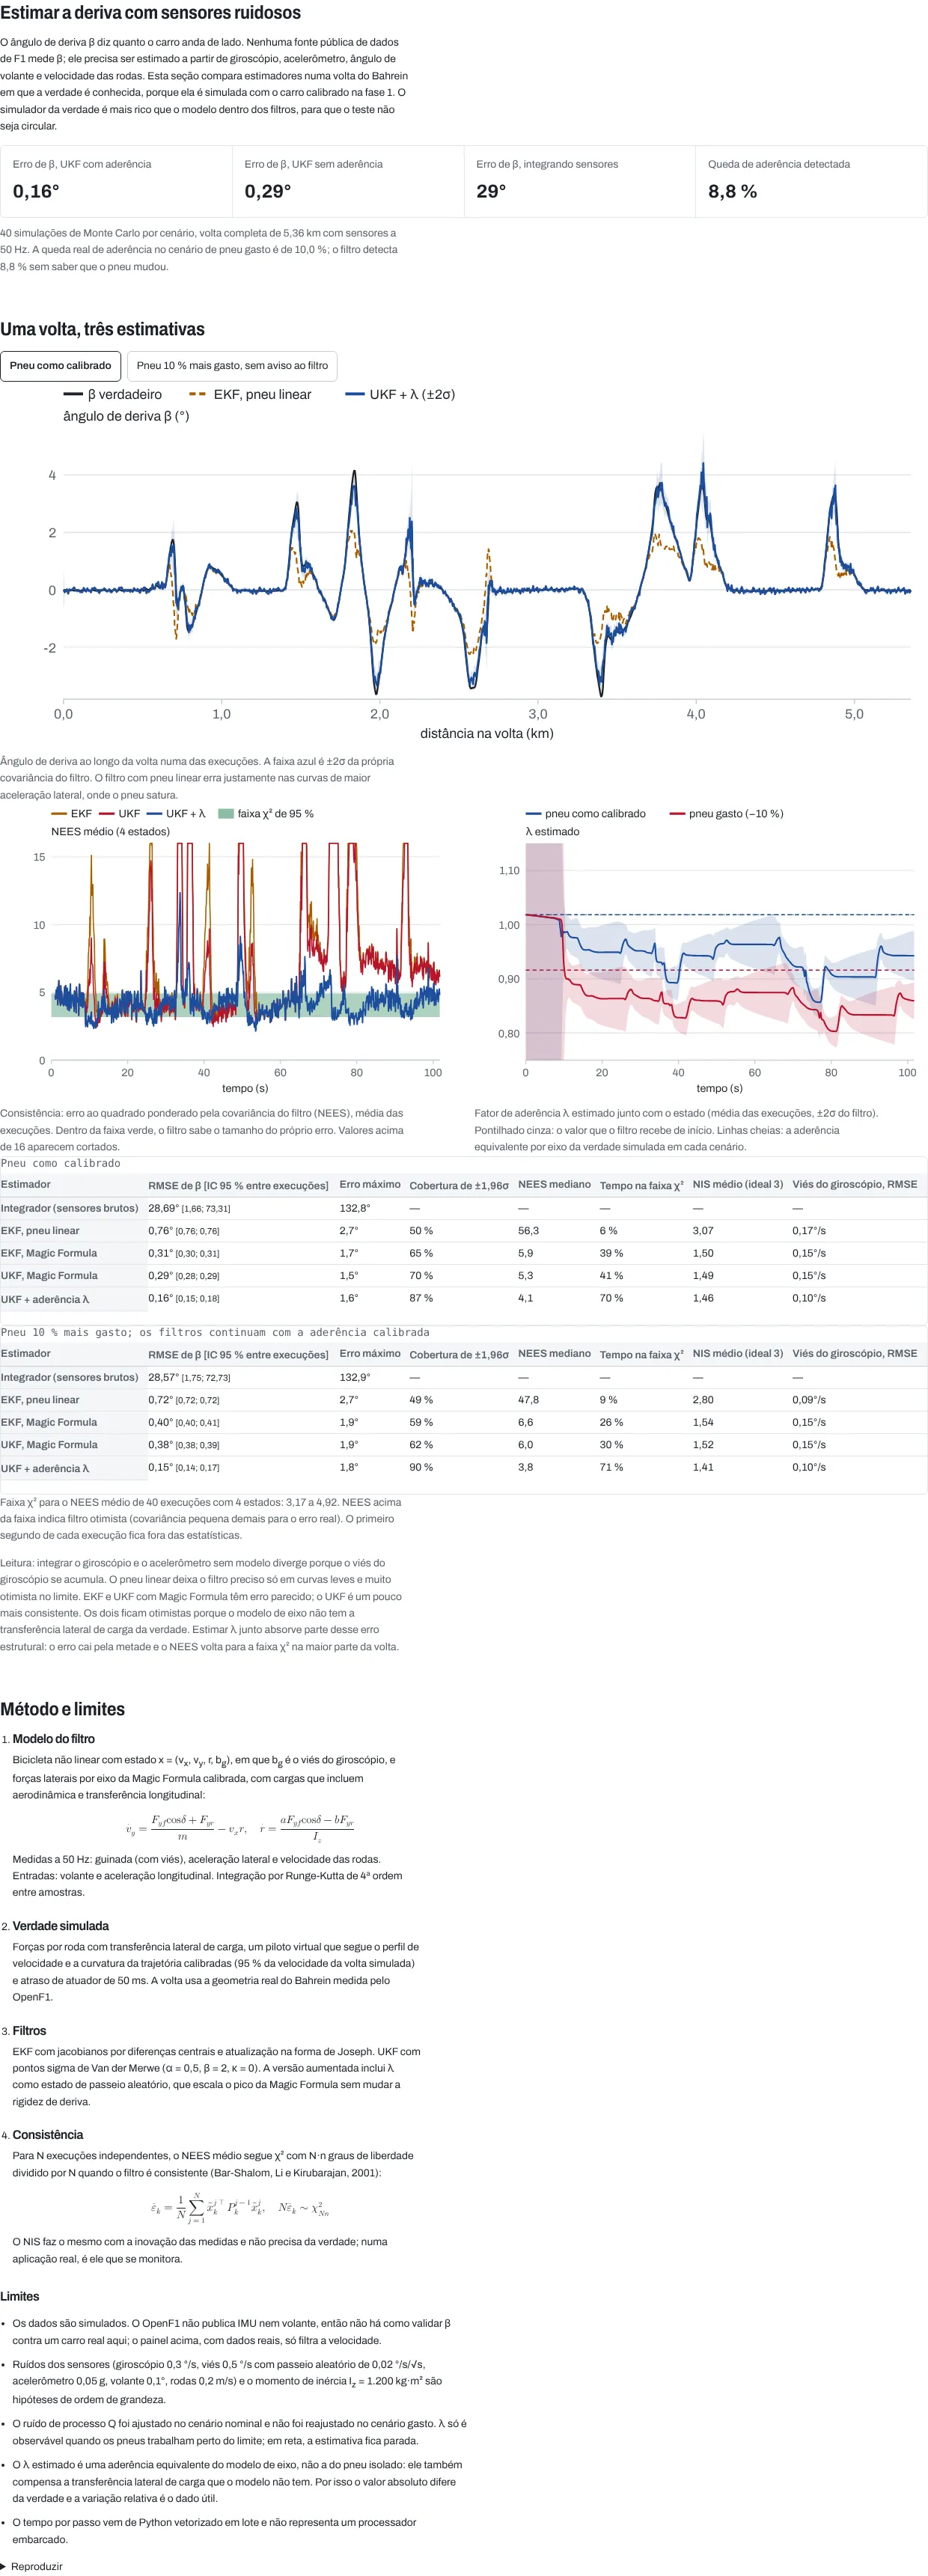 Estimar a deriva com sensores ruidosos
O ângulo de deriva β diz quanto o carro anda de lado. Nenhuma fonte pública de dados
de F1 mede β; ele precisa ser estimado a partir de giroscópio, acelerômetro, ângulo de
volante e velocidade das rodas. Esta seção compara estimadores numa volta do Bahrein
em que a verdade é conhecida, porque ela é simulada com o carro calibrado na fase 1. O
simulador da verdade é mais rico que o modelo dentro dos filtros, para que o teste não
seja circular.
Erro de β, UKF com aderência
0,16°
Erro de β, UKF sem aderência
0,29°
Erro de β, integrando sensores
29°
Queda de aderência detectada
8,8 %
40 simulações de Monte Carlo por cenário, volta completa de 5,36 km com sensores a
50 Hz. A queda real de aderência no cenário de pneu gasto é de 10,0 %; o filtro detecta
8,8 % sem saber que o pneu mudou.
Uma volta, três estimativas
Pneu como calibrado
Pneu 10 % mais gasto, sem aviso ao filtro
β verdadeiro EKF, pneu linear UKF + λ (±2σ)
ângulo de deriva β (°)
4
2
0
-2
0,0 1,0 2,0 3,0 4,0 5,0
distância na volta (km)
Ângulo de deriva ao longo da volta numa das execuções. A faixa azul é ±2σ da própria
covariância do filtro. O filtro com pneu linear erra justamente nas curvas de maior
aceleração lateral, onde o pneu satura.
EKF UKF UKF + λ faixa χ² de 95 %
NEES médio (4 estados)
15
10
5
0
0 20 40 60 80 100
tempo (s)
Consistência: erro ao quadrado ponderado pela covariância do filtro (NEES), média das
execuções. Dentro da faixa verde, o filtro sabe o tamanho do próprio erro. Valores acima
de 16 aparecem cortados.
pneu como calibrado pneu gasto (−10 %)
λ estimado
1,10
1,00
0,90
0,80
0 20 40 60 80 100
tempo (s)
Fator de aderência λ estimado junto com o estado (média das execuções, ±2σ do filtro).
Pontilhado cinza: o valor que o filtro recebe de início. Linhas cheias: a aderência
equivalente por eixo da verdade simulada em cada cenário.
Pneu como calibrado
Estimador RMSE de β [IC 95 % entre execuções] Erro máximo Cobertura de ±1,96σ NEES mediano Tempo na faixa χ² NIS médio (ideal 3) Viés do giroscópio, RMSE
Integrador (sensores brutos) 28,69° [1,66; 73,31] 132,8° — — — — —
EKF, pneu linear 0,76° [0,76; 0,76] 2,7° 50 % 56,3 6 % 3,07 0,17°/s
EKF, Magic Formula 0,31° [0,30; 0,31] 1,7° 65 % 5,9 39 % 1,50 0,15°/s
UKF, Magic Formula 0,29° [0,28; 0,29] 1,5° 70 % 5,3 41 % 1,49 0,15°/s
UKF + aderência λ 0,16° [0,15; 0,18] 1,6° 87 % 4,1 70 % 1,46 0,10°/s
Pneu 10 % mais gasto; os filtros continuam com a aderência calibrada
Estimador RMSE de β [IC 95 % entre execuções] Erro máximo Cobertura de ±1,96σ NEES mediano Tempo na faixa χ² NIS médio (ideal 3) Viés do giroscópio, RMSE
Integrador (sensores brutos) 28,57° [1,75; 72,73] 132,9° — — — — —
EKF, pneu linear 0,72° [0,72; 0,72] 2,7° 49 % 47,8 9 % 2,80 0,09°/s
EKF, Magic Formula 0,40° [0,40; 0,41] 1,9° 59 % 6,6 26 % 1,54 0,15°/s
UKF, Magic Formula 0,38° [0,38; 0,39] 1,9° 62 % 6,0 30 % 1,52 0,15°/s
UKF + aderência λ 0,15° [0,14; 0,17] 1,8° 90 % 3,8 71 % 1,41 0,10°/s
Faixa χ² para o NEES médio de 40 execuções com 4 estados: 3,17 a 4,92. NEES acima
da faixa indica filtro otimista (covariância pequena demais para o erro real). O primeiro
segundo de cada execução fica fora das estatísticas.
Leitura: integrar o giroscópio e o acelerômetro sem modelo diverge porque o viés do
giroscópio se acumula. O pneu linear deixa o filtro preciso só em curvas leves e muito
otimista no limite. EKF e UKF com Magic Formula têm erro parecido; o UKF é um pouco
mais consistente. Os dois ficam otimistas porque o modelo de eixo não tem a
transferência lateral de carga da verdade. Estimar λ junto absorve parte desse erro
estrutural: o erro cai pela metade e o NEES volta para a faixa χ² na maior parte da volta.
Método e limites
1. Modelo do filtro
Bicicleta não linear com estado x = (vₓ, v_y, r, b_g), em que b_g é o viés do giroscópio, e
forças laterais por eixo da Magic Formula calibrada, com cargas que incluem
aerodinâmica e transferência longitudinal:
v̇_y = (F_yf cosδ + F_yr)/m − v_x r, ṙ = (aF_yf cosδ − bF_yr)/I_z
Medidas a 50 Hz: guinada (com viés), aceleração lateral e velocidade das rodas.
Entradas: volante e aceleração longitudinal. Integração por Runge-Kutta de 4ª ordem
entre amostras.
2. Verdade simulada
Forças por roda com transferência lateral de carga, um piloto virtual que segue o perfil de
velocidade e a curvatura da trajetória calibradas (95 % da velocidade da volta simulada)
e atraso de atuador de 50 ms. A volta usa a geometria real do Bahrein medida pelo
OpenF1.
3. Filtros
EKF com jacobianos por diferenças centrais e atualização na forma de Joseph. UKF com
pontos sigma de Van der Merwe (α = 0,5, β = 2, κ = 0). A versão aumentada inclui λ
como estado de passeio aleatório, que escala o pico da Magic Formula sem mudar a
rigidez de deriva.
4. Consistência
Para N execuções independentes, o NEES médio segue χ² com N·n graus de liberdade
dividido por N quando o filtro é consistente (Bar-Shalom, Li e Kirubarajan, 2001):
ε̄_k = 1/N ∑_{j=1}^{N} x̃_k^{j⊤} P_k^{j−1} x̃_k^j, Nε̄_k ∼ χ²_{Nn}
O NIS faz o mesmo com a inovação das medidas e não precisa da verdade; numa
aplicação real, é ele que se monitora.
Limites
• Os dados são simulados. O OpenF1 não publica IMU nem volante, então não há como validar β
contra um carro real aqui; o painel acima, com dados reais, só filtra a velocidade.
• Ruídos dos sensores (giroscópio 0,3 °/s, viés 0,5 °/s com passeio aleatório de 0,02 °/s/√s,
acelerômetro 0,05 g, volante 0,1°, rodas 0,2 m/s) e o momento de inércia I_z = 1.200 kg·m² são
hipóteses de ordem de grandeza.
• O ruído de processo Q foi ajustado no cenário nominal e não foi reajustado no cenário gasto. λ só é
observável quando os pneus trabalham perto do limite; em reta, a estimativa fica parada.
• O λ estimado é uma aderência equivalente do modelo de eixo, não a do pneu isolado: ele também
compensa a transferência lateral de carga que o modelo não tem. Por isso o valor absoluto difere
da verdade e a variação relativa é o dado útil.
• O tempo por passo vem de Python vetorizado em lote e não representa um processador
embarcado.
▶ Reproduzir